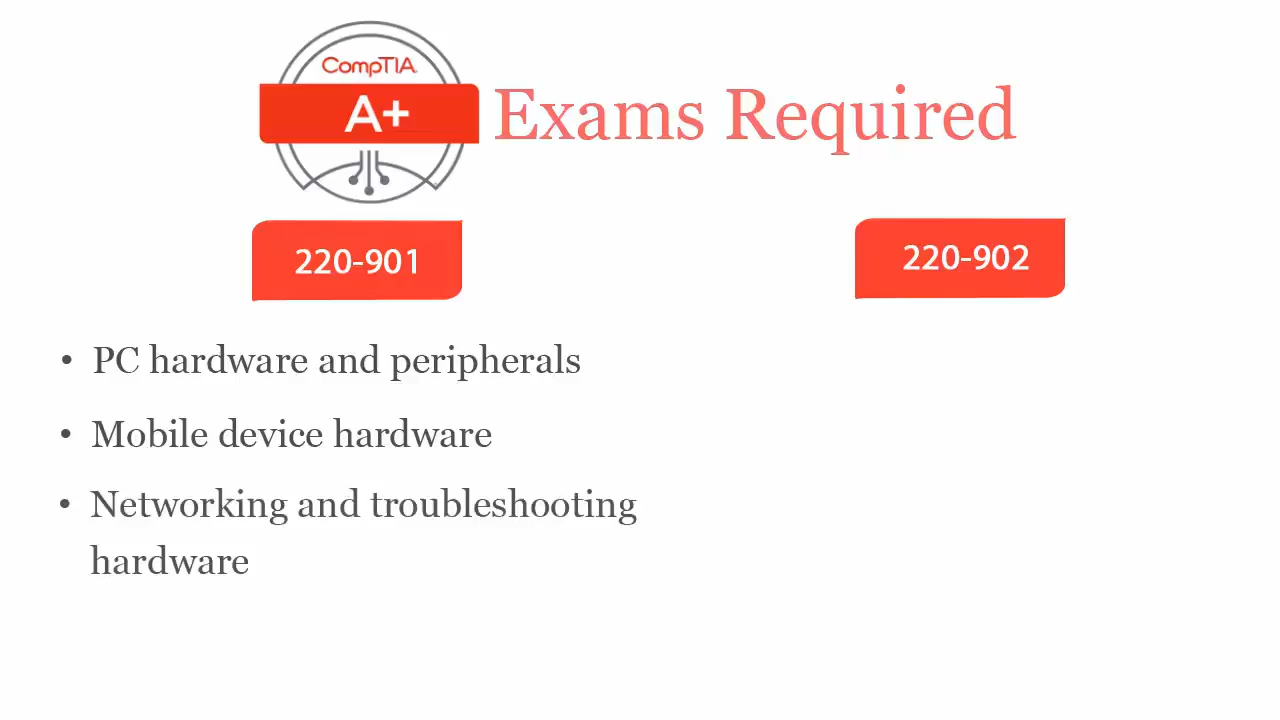 CompTIA.
A+
Exams Required
220-901
220-902
• PC hardware and peripherals
• Mobile device hardware
• Networking and troubleshooting
hardware